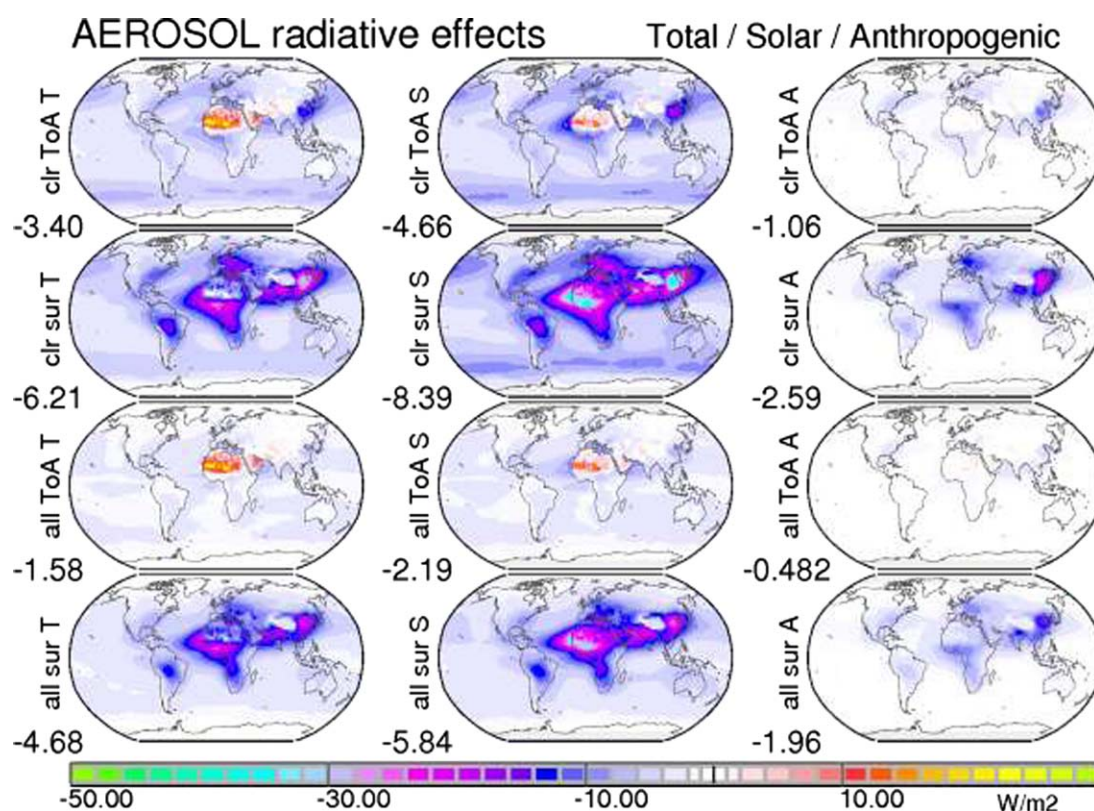 AEROSOL radiative effects Total / Solar / Anthropogenic
clr ToA T clr ToA S clr ToA A
-3.40 -4.66 -1.06
clr sur T clr sur S clr sur A
-6.21 -8.39 -2.59
all ToA T all ToA S all ToA A
-1.58 -2.19 -0.482
all sur T all sur S all sur A
-4.68 -5.84 -1.96
-50.00 -30.00 -10.00 10.00 W/m2